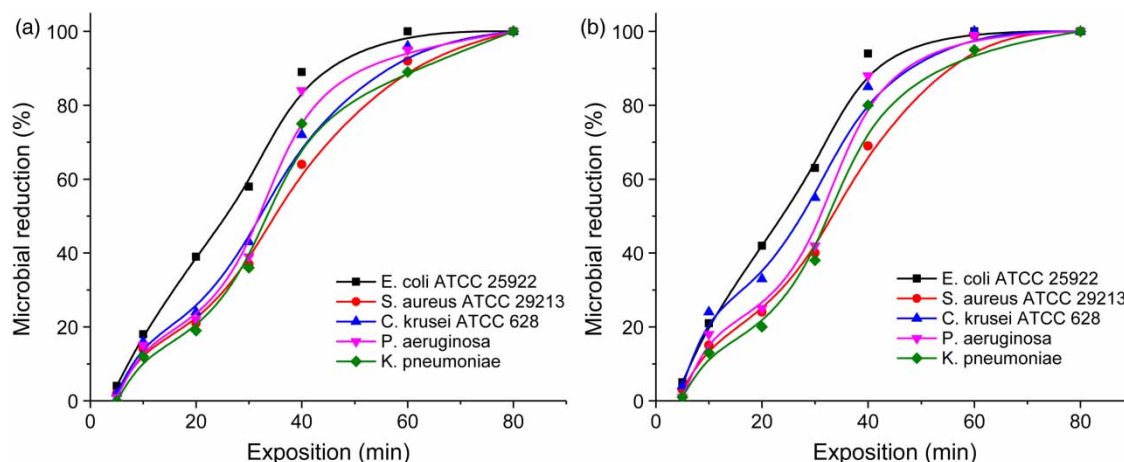 (a)
Microbial reduction (%)
100
80
60
40
20
0
0 20 40 60 80
Exposition (min)
E. coli ATCC 25922
S. aureus ATCC 29213
C. krusei ATCC 628
P. aeruginosa
K. pneumoniae
(b)
Microbial reduction (%)
100
80
60
40
20
0
0 20 40 60 80
Exposition (min)
E. coli ATCC 25922
S. aureus ATCC 29213
C. krusei ATCC 628
P. aeruginosa
K. pneumoniae